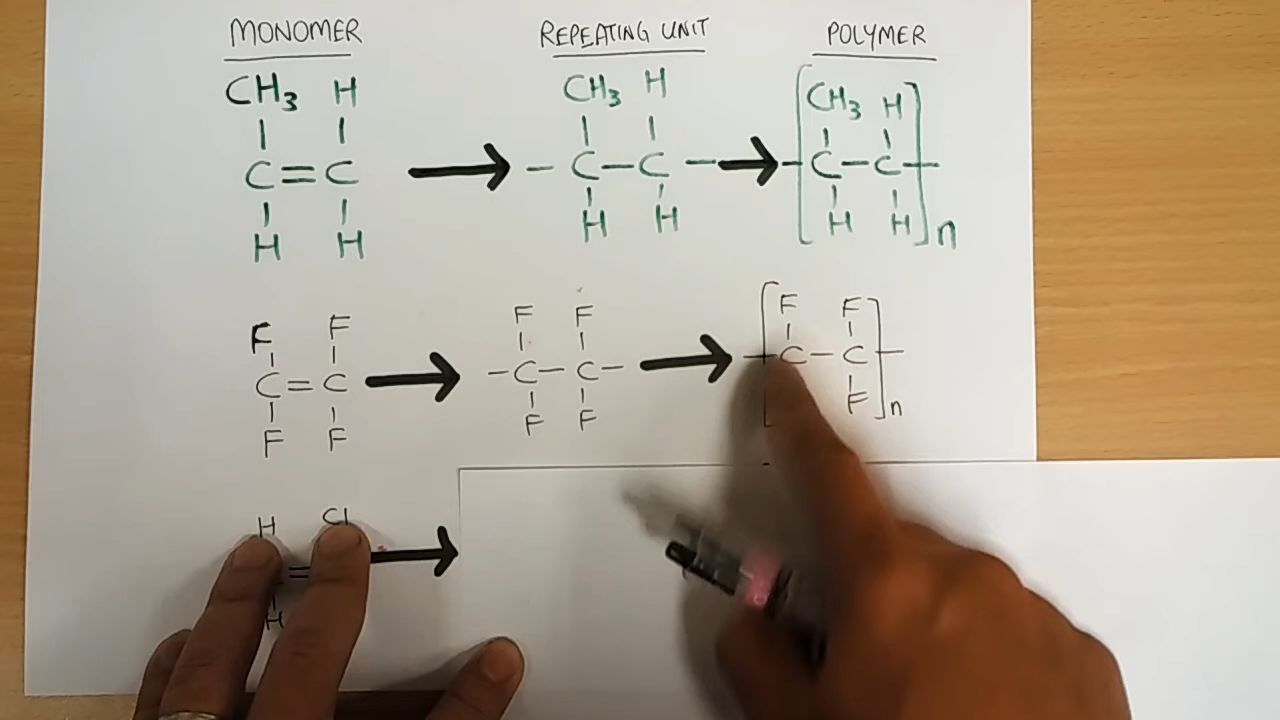 MONOMER REPEATING UNIT POLYMER
CH3 H CH3 H CH3 H
C=C -C-C- -C-C-
H H H H H H n
F F F F F F
C=C -C-C- -C-C-
F F F F F n
H Cl
=
H